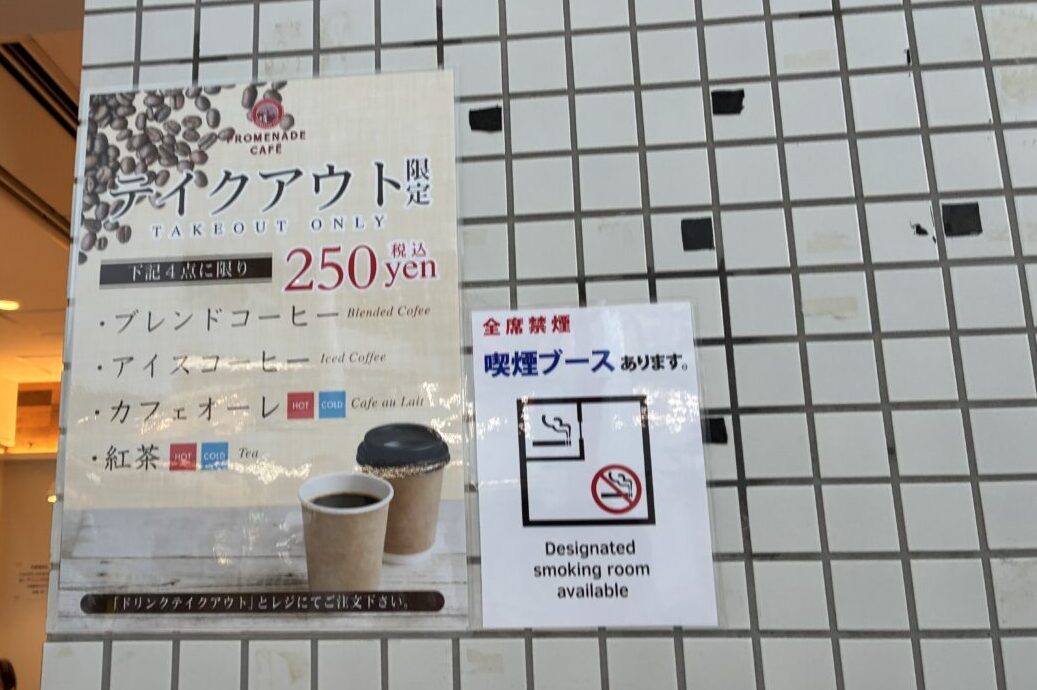 PROMENADE
CAFÉ
テイクアウト限定
TAKEOUT ONLY
下記4点に限り 250yen 税込
・ブレンドコーヒー Blended Cofee
・アイスコーヒー Iced Coffee
・カフェオーレ HOT COLD Cafe au Lait
・紅茶 HOT COLD Tea
「ドリンクテイクアウト」とレジにてご注文下さい。
全席禁煙
喫煙ブースあります。
Designated
smoking room
available